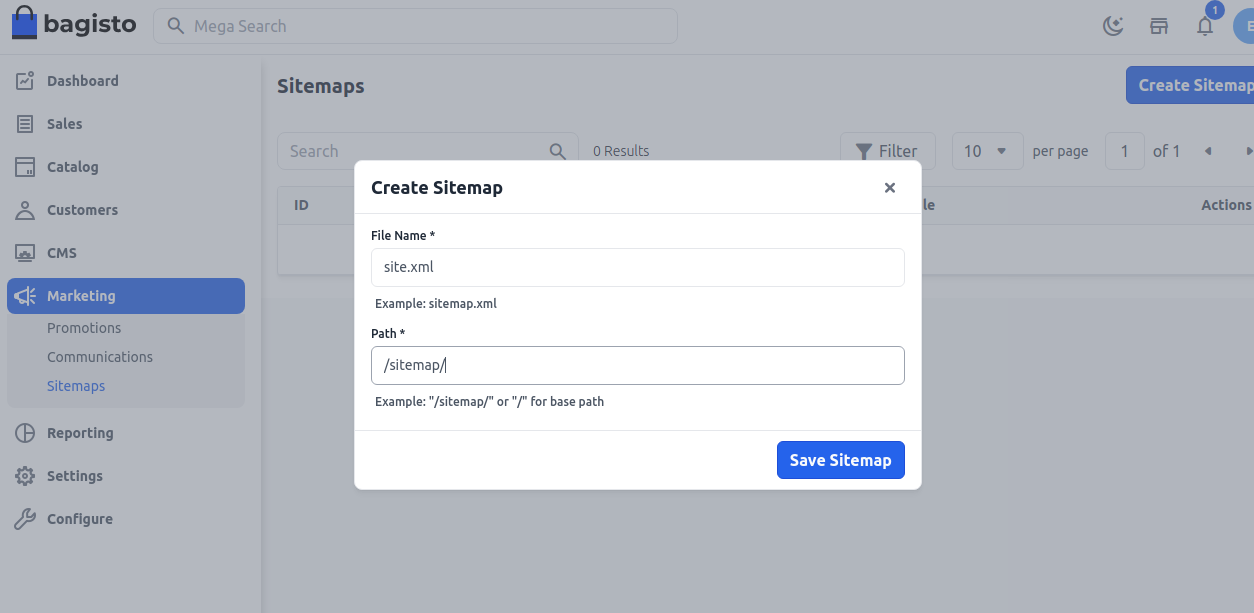 bagisto
Mega Search
1
E
Dashboard
Sales
Catalog
Customers
CMS
Marketing
Promotions
Communications
Sitemaps
Reporting
Settings
Configure
Sitemaps
Create Sitemap
Search
0 Results
Filter
10
per page
1
of 1
ID
le
Actions
Create Sitemap
File Name *
site.xml
Example: sitemap.xml
Path *
/sitemap/
Example: "/sitemap/" or "/" for base path
Save Sitemap